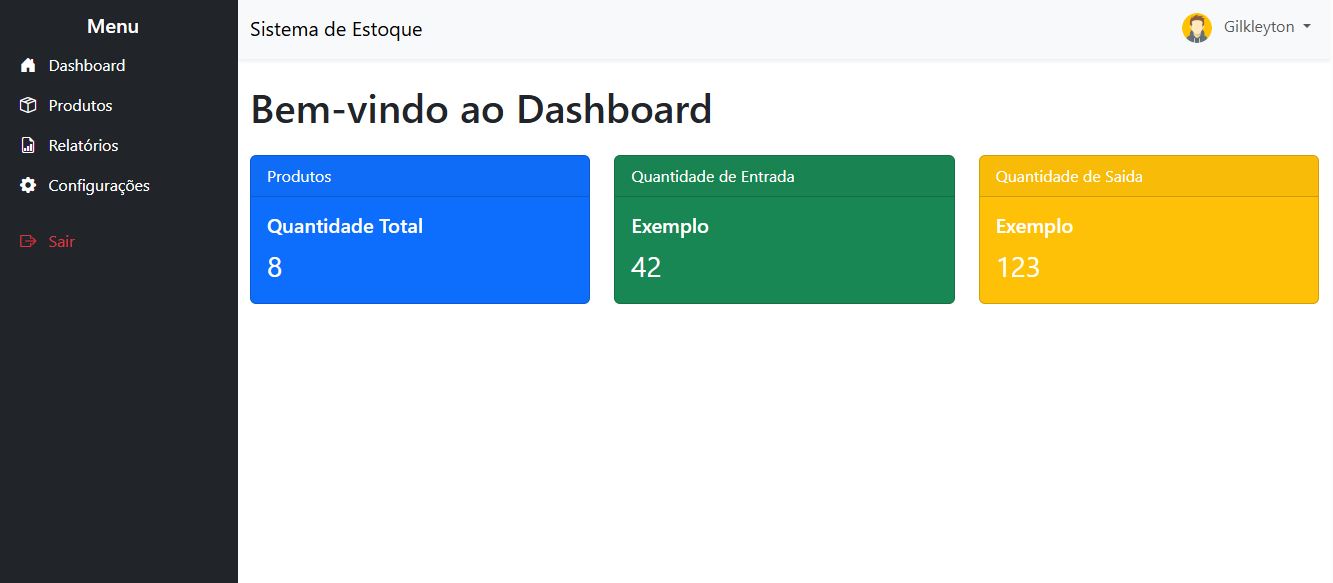 Menu
Dashboard
Produtos
Relatórios
Configurações
Sair
Sistema de Estoque
Gilkleyton
Bem-vindo ao Dashboard
Produtos
Quantidade Total
8
Quantidade de Entrada
Exemplo
42
Quantidade de Saida
Exemplo
123